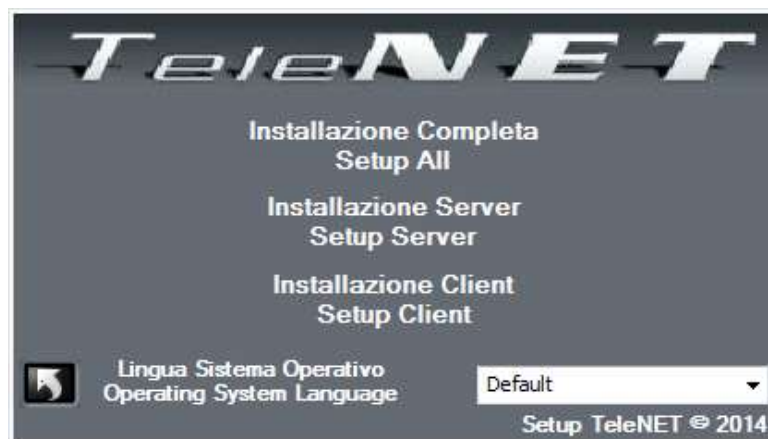 TeleNET
Installazione Completa
Setup All
Installazione Server
Setup Server
Installazione Client
Setup Client
Lingua Sistema Operativo
Operating System Language
Default
Setup TeleNET © 2014